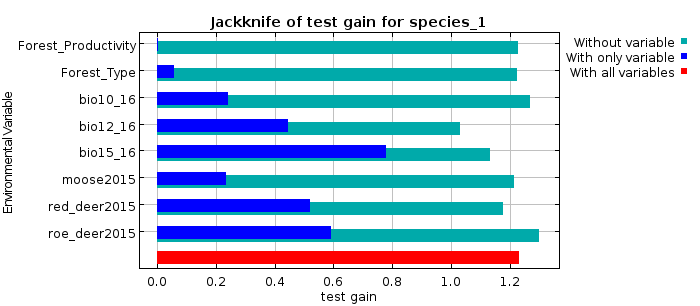 Jackknife of test gain for species_1
Without variable
With only variable
With all variables
Environmental Variable
Forest_Productivity
Forest_Type
bio10_16
bio12_16
bio15_16
moose2015
red_deer2015
roe_deer2015
0.0 0.2 0.4 0.6 0.8 1.0 1.2
test gain